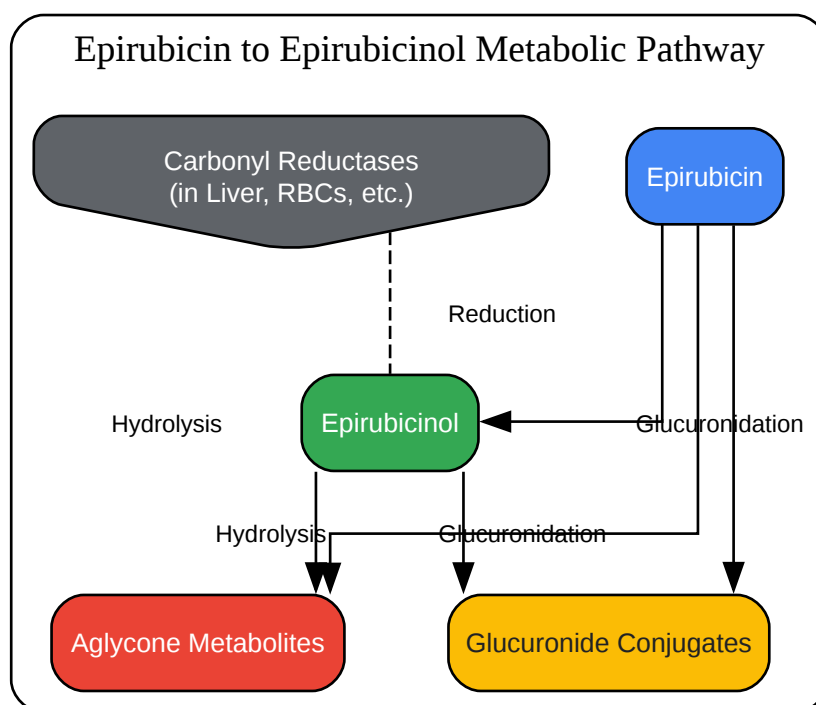 Epirubicin to Epirubicinol Metabolic Pathway
Carbonyl Reductases
(in Liver, RBCs, etc.)
Epirubicin
Reduction
Epirubicinol
Hydrolysis
Glucuronidation
Hydrolysis
Glucuronidation
Aglycone Metabolites
Glucuronide Conjugates